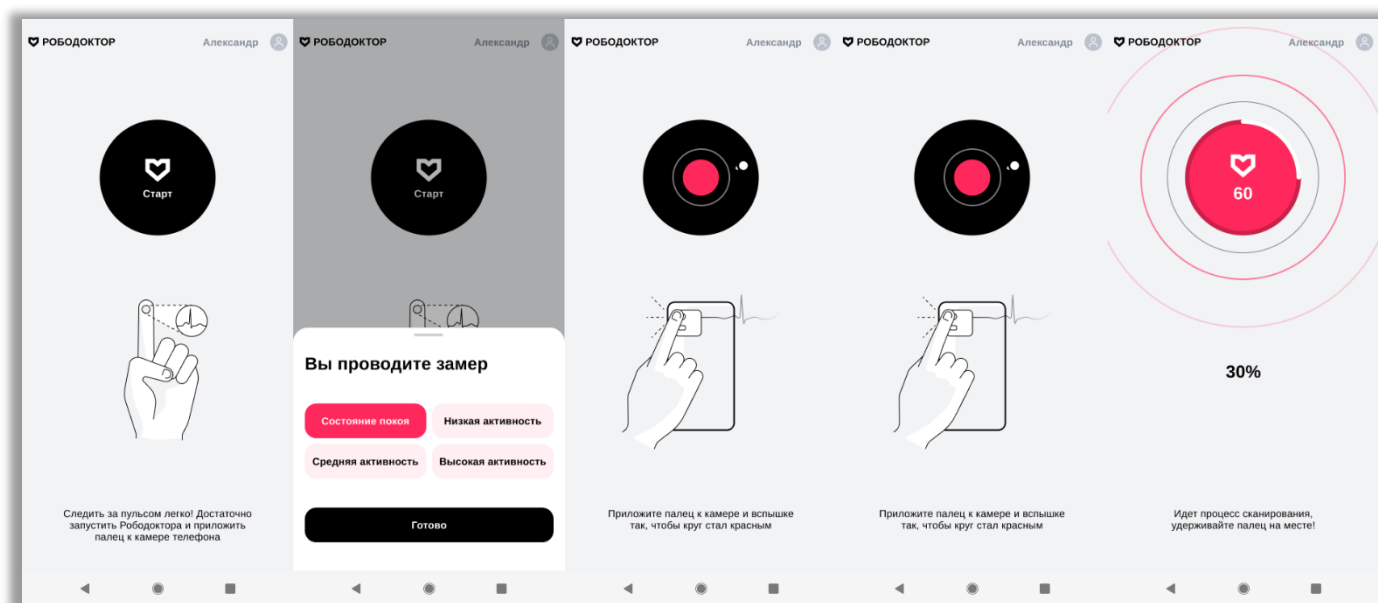 РОБОДОКТОР
Александр
Старт
Следить за пульсом легко! Достаточно
запустить Рободоктора и приложить
палец к камере телефона
РОБОДОКТОР
Александр
Старт
Вы проводите замер
Состояние покоя
Низкая активность
Средняя активность
Высокая активность
Готово
РОБОДОКТОР
Александр
Приложите палец к камере и вспышке
так, чтобы круг стал красным
РОБОДОКТОР
Александр
Приложите палец к камере и вспышке
так, чтобы круг стал красным
РОБОДОКТОР
Александр
60
30%
Идет процесс сканирования,
удерживайте палец на месте!